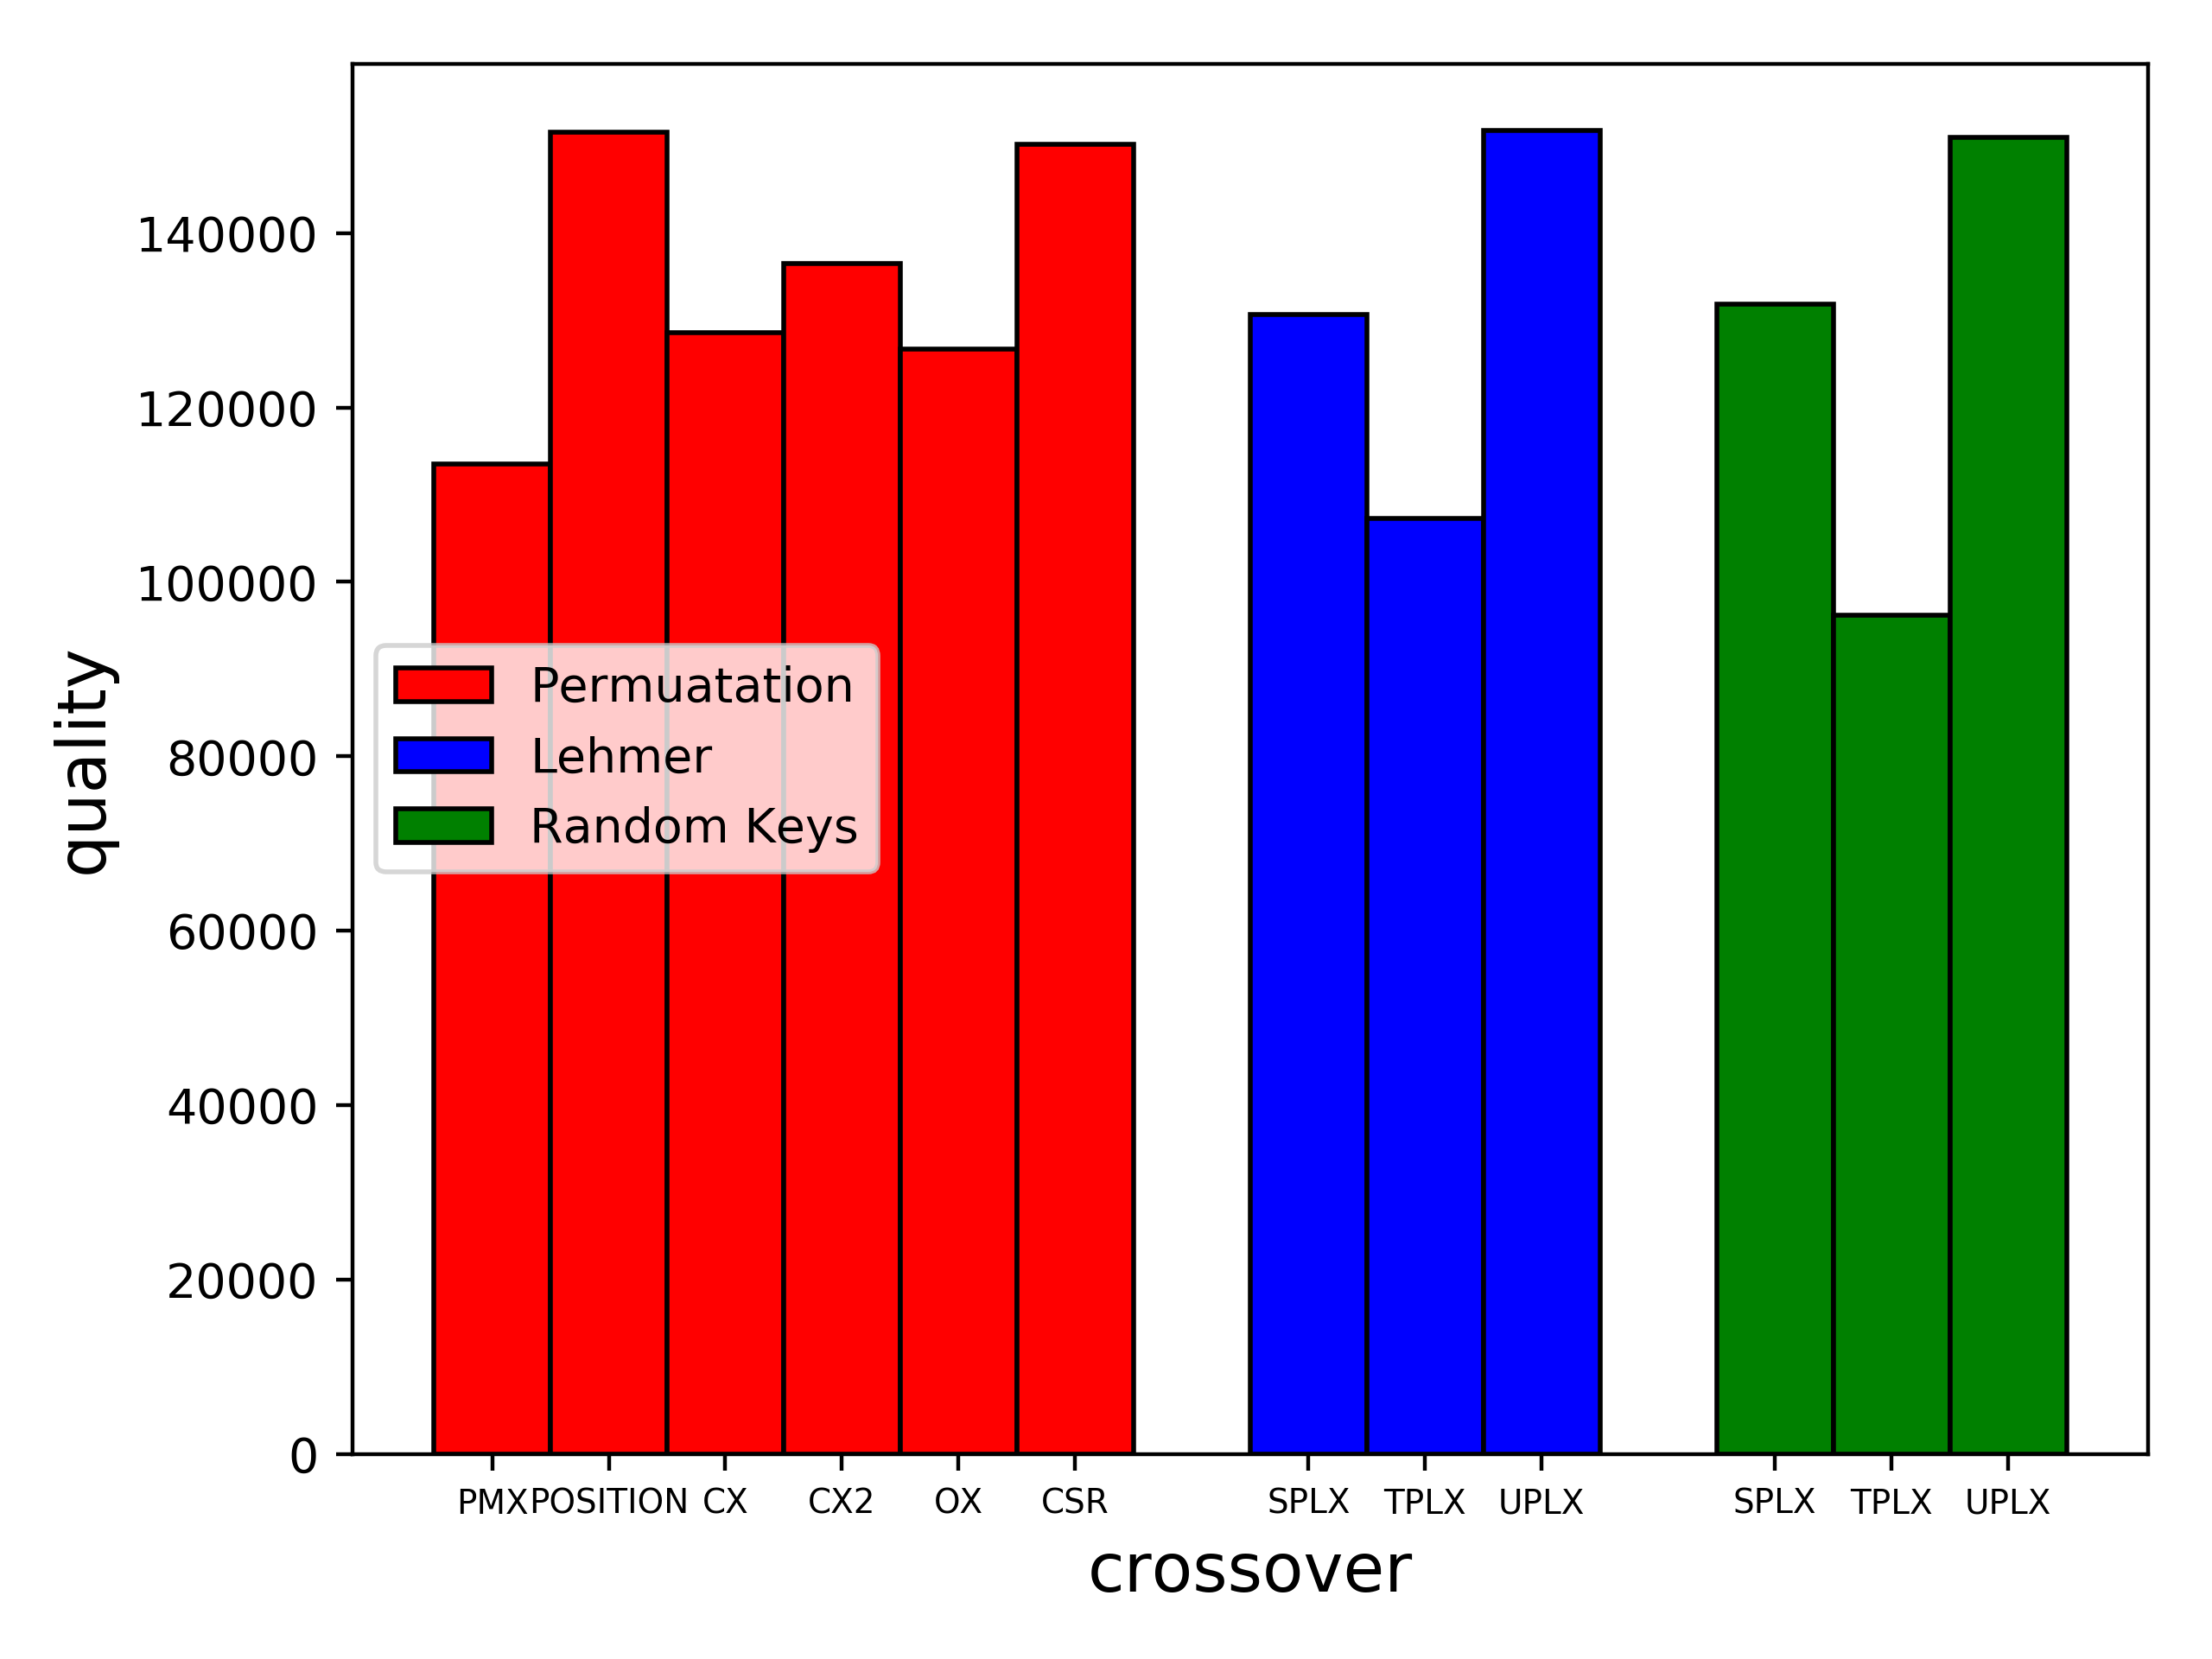 140000
120000
100000
80000
60000
40000
20000
0
quality
Permuatation
Lehmer
Random Keys
PMX POSITION CX CX2 OX CSR SPLX TPLX UPLX SPLX TPLX UPLX
crossover